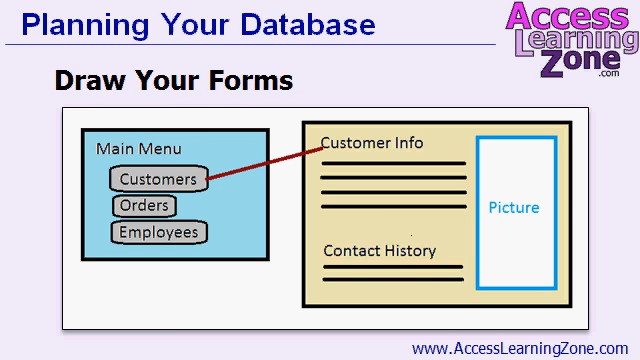 Planning Your Database
Access
Learning
Zone
.com
Draw Your Forms
Main Menu
Customers
Orders
Employees
Customer Info
Picture
Contact History
www.AccessLearningZone.com